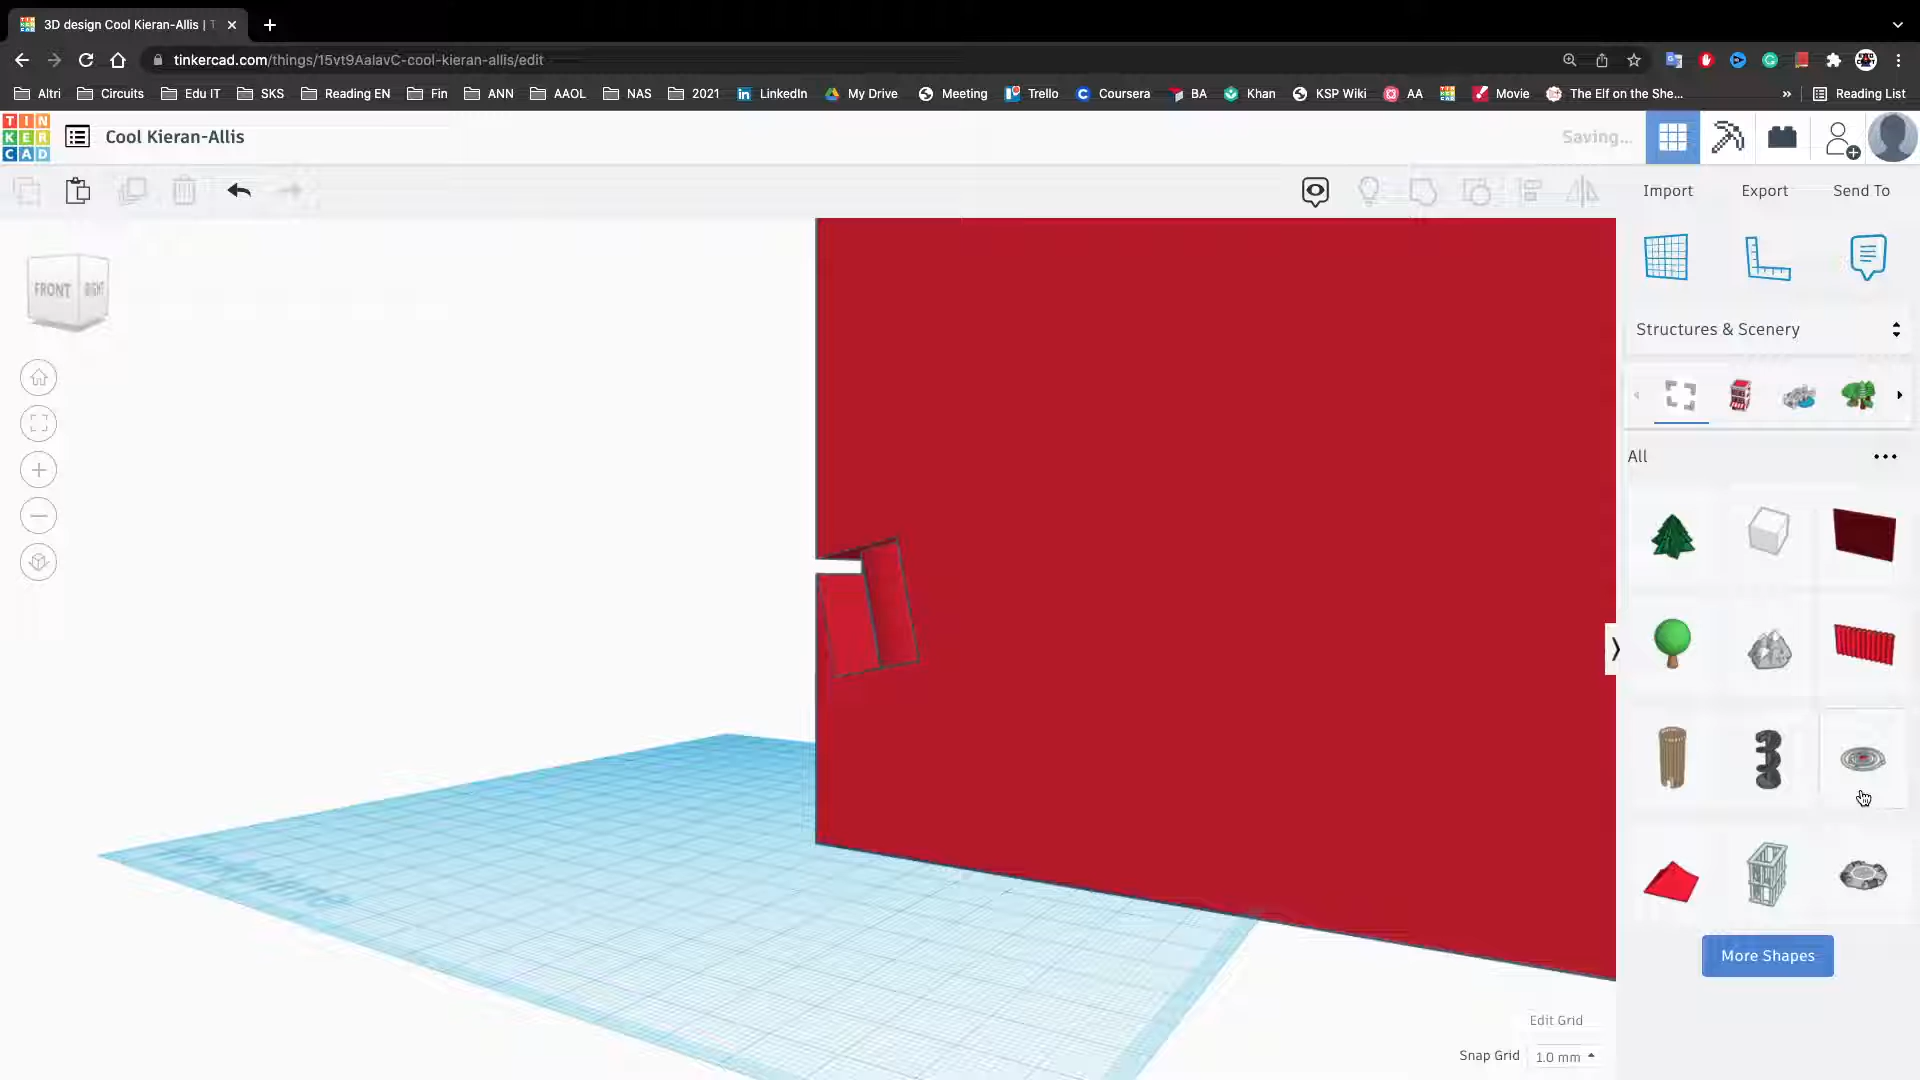 3D design Cool Kieran-Allis | T
tinkercad.com/things/15vt9AalavC-cool-kieran-allis/edit
Altri Circuits Edu IT SKS Reading EN Fin ANN AAOL NAS 2021 LinkedIn My Drive Meeting Trello Coursera BA Khan KSP Wiki AA Movie The Elf on the She... » Reading List
TIN
KER
CAD
Cool Kieran-Allis
Saving...
Import Export Send To
FRONT RIGHT
Structures & Scenery
All
More Shapes
Edit Grid
Snap Grid 1.0 mm